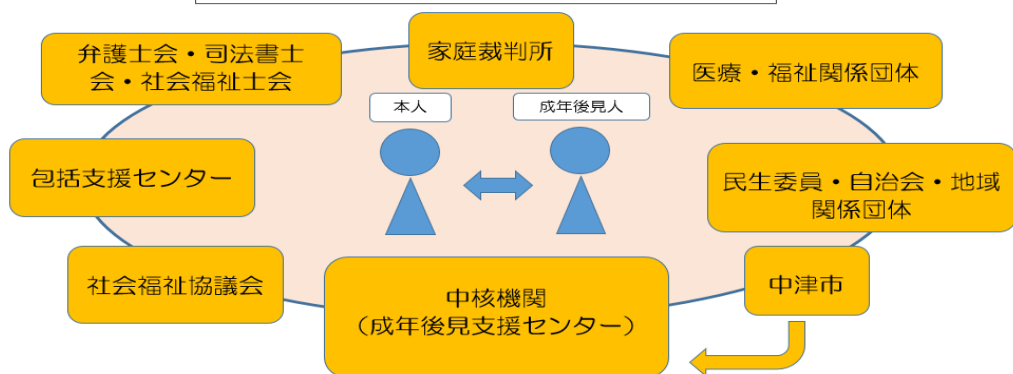 家庭裁判所
弁護士会・司法書士
会・社会福祉士会
医療・福祉関係団体
本人
成年後見人
包括支援センター
民生委員・自治会・地域
関係団体
社会福祉協議会
中核機関
（成年後見支援センター）
中津市